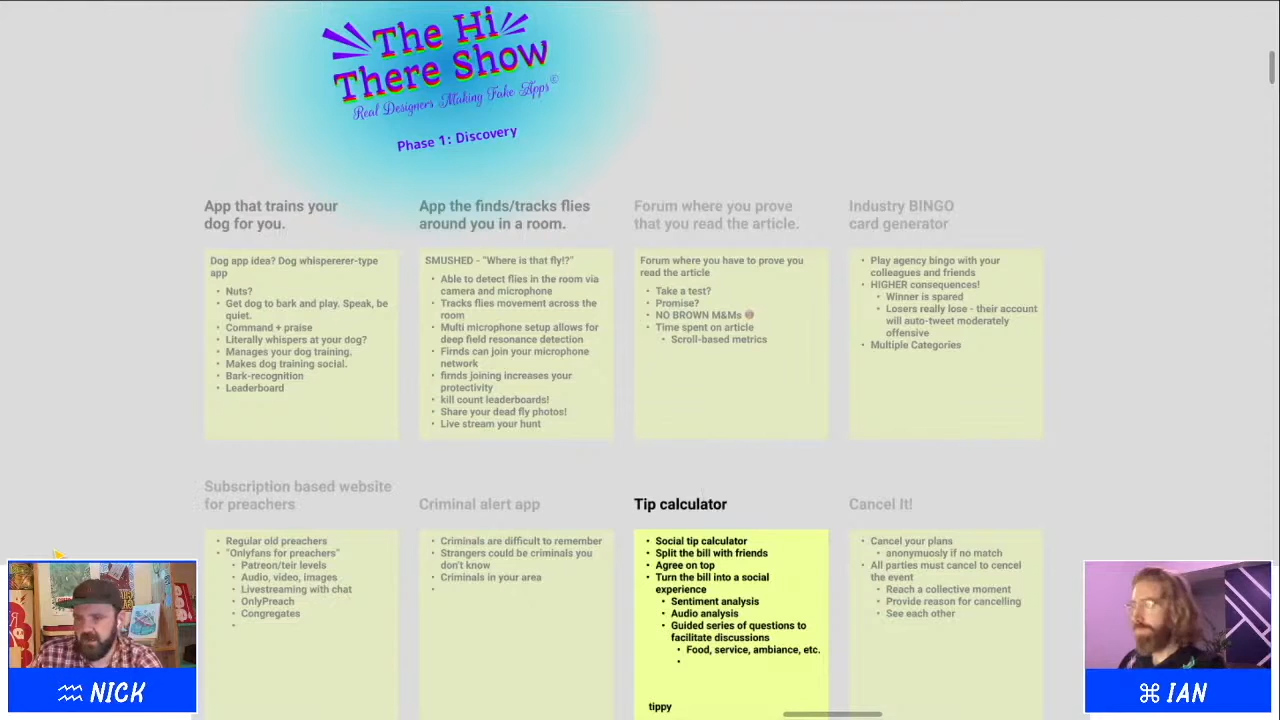 The Hi
There Show
Real Designers Making Fake Apps©
Phase 1: Discovery
App that trains your
dog for you.
Dog app idea? Dog whispererer-type
app
• Nuts?
• Get dog to bark and play. Speak, be
quiet.
• Command + praise
• Literally whispers at your dog?
• Manages your dog training.
• Makes dog training social.
• Bark-recognition
• Leaderboard
App the finds/tracks flies
around you in a room.
SMUSHED - "Where is that fly!?"
• Able to detect flies in the room via
camera and microphone
• Tracks flies movement across the
room
• Multi microphone setup allows for
deep field resonance detection
• Firnds can join your microphone
network
• firnds joining increases your
protectivity
• kill count leaderboards!
• Share your dead fly photos!
• Live stream your hunt
Forum where you prove
that you read the article.
Forum where you have to prove you
read the article
• Take a test?
• Promise?
• NO BROWN M&Ms
• Time spent on article
• Scroll-based metrics
Industry BINGO
card generator
• Play agency bingo with your
colleagues and friends
• HIGHER consequences!
• Winner is spared
• Losers really lose - their account
will auto-tweet moderately
offensive
• Multiple Categories
Subscription based website
for preachers
• Regular old preachers
• "Onlyfans for preachers"
• Patreon/teir levels
• Audio, video, images
• Livestreaming with chat
• OnlyPreach
• Congregates
•
Criminal alert app
• Criminals are difficult to remember
• Strangers could be criminals you
don't know
• Criminals in your area
•
Tip calculator
• Social tip calculator
• Split the bill with friends
• Agree on top
• Turn the bill into a social
experience
• Sentiment analysis
• Audio analysis
• Guided series of questions to
facilitate discussions
• Food, service, ambiance, etc.
•
tippy
Cancel It!
• Cancel your plans
• anonymously if no match
• All parties must cancel to cencel
the event
• Reach a collective moment
• Provide reason for cancelling
• See each other
♒ NICK
⌘ IAN